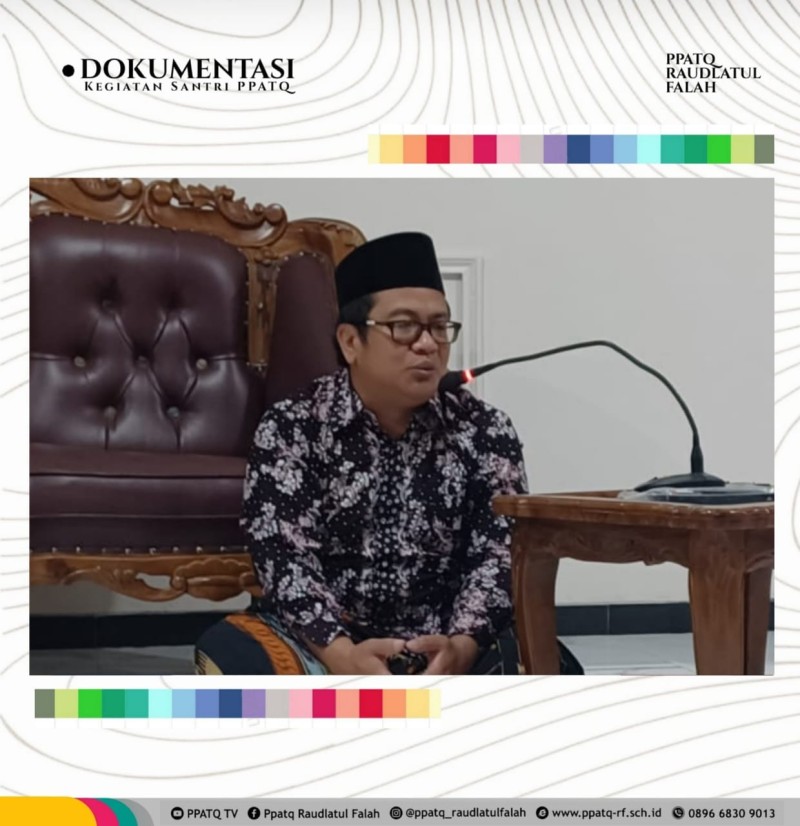 DOKUMENTASI
KEGIATAN SANTRI PPATQ
PPATQ
RAUDLATUL
FALAH
PPATQ TV Ppatq Raudlatul Falah @ppatq_raudlatulfalah www.ppatq-rf.sch.id 0896 6830 9013